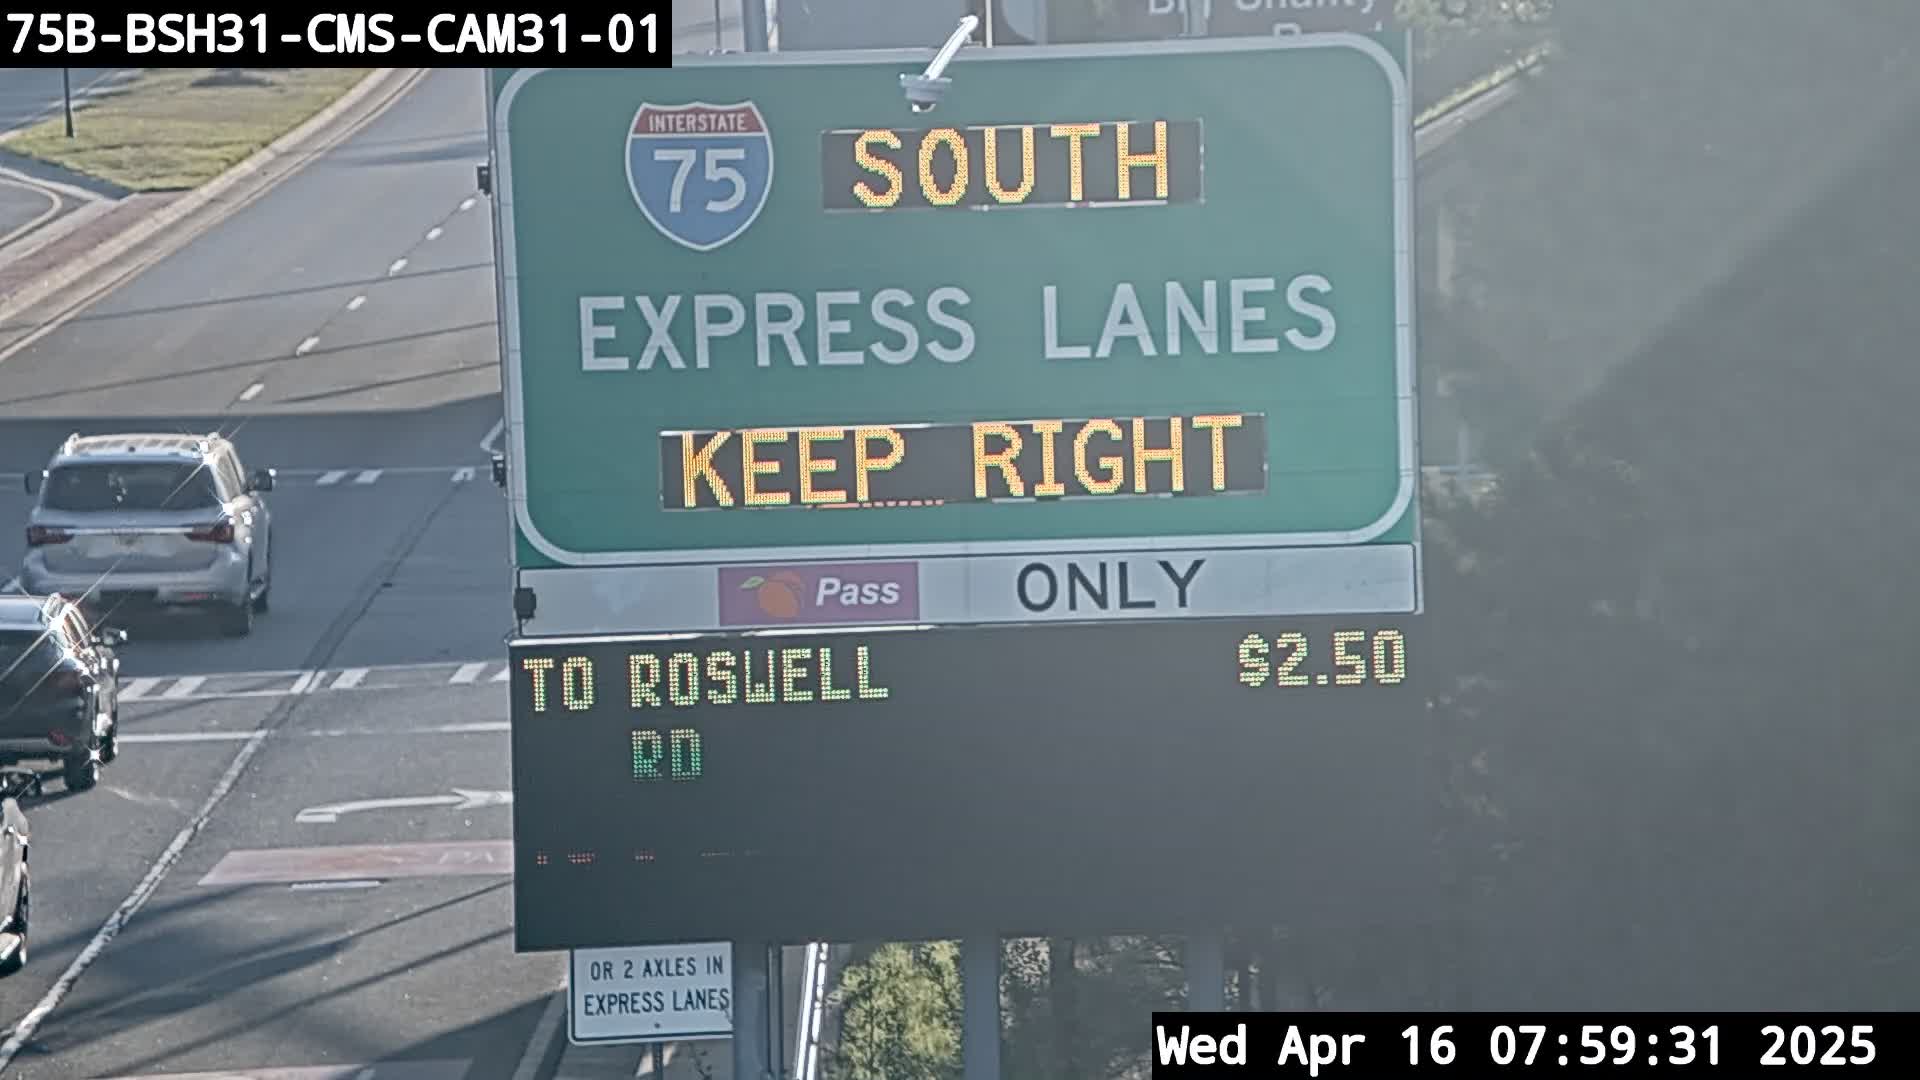 75B-BSH31-CMS-CAM31-01
INTERSTATE
75
SOUTH
EXPRESS LANES
KEEP RIGHT
Pass ONLY
TO ROSWELL $2.50
RD
OR 2 AXLES IN
EXPRESS LANES
Wed Apr 16 07:59:31 2025